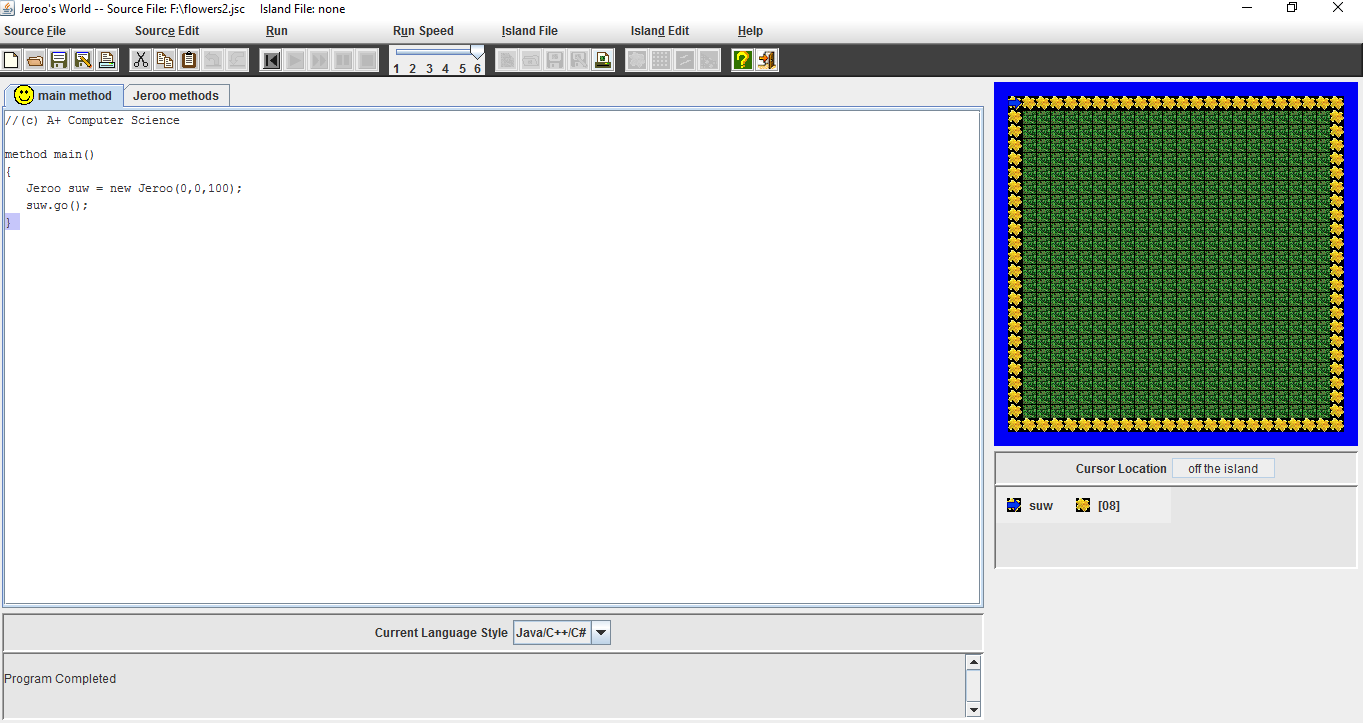 Jeroo's World -- Source File: F:\flowers2.jsc Island File: none
Source File Source Edit Run Run Speed Island File Island Edit Help
1 2 3 4 5 6
main method Jeroo methods
//(c) A+ Computer Science
method main()
{
Jeroo suw = new Jeroo(0,0,100);
suw.go();
}
Cursor Location off the island
suw [08]
Current Language Style Java/C++/C#
Program Completed